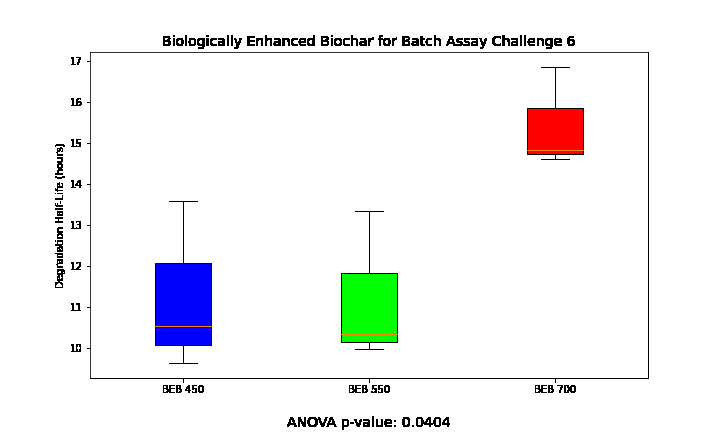 Biologically Enhanced Biochar for Batch Assay Challenge 6
Degradation Half-Life (hours)
17
16
15
14
13
12
11
10
BEB 450
BEB 550
BEB 700
ANOVA p-value: 0.0404